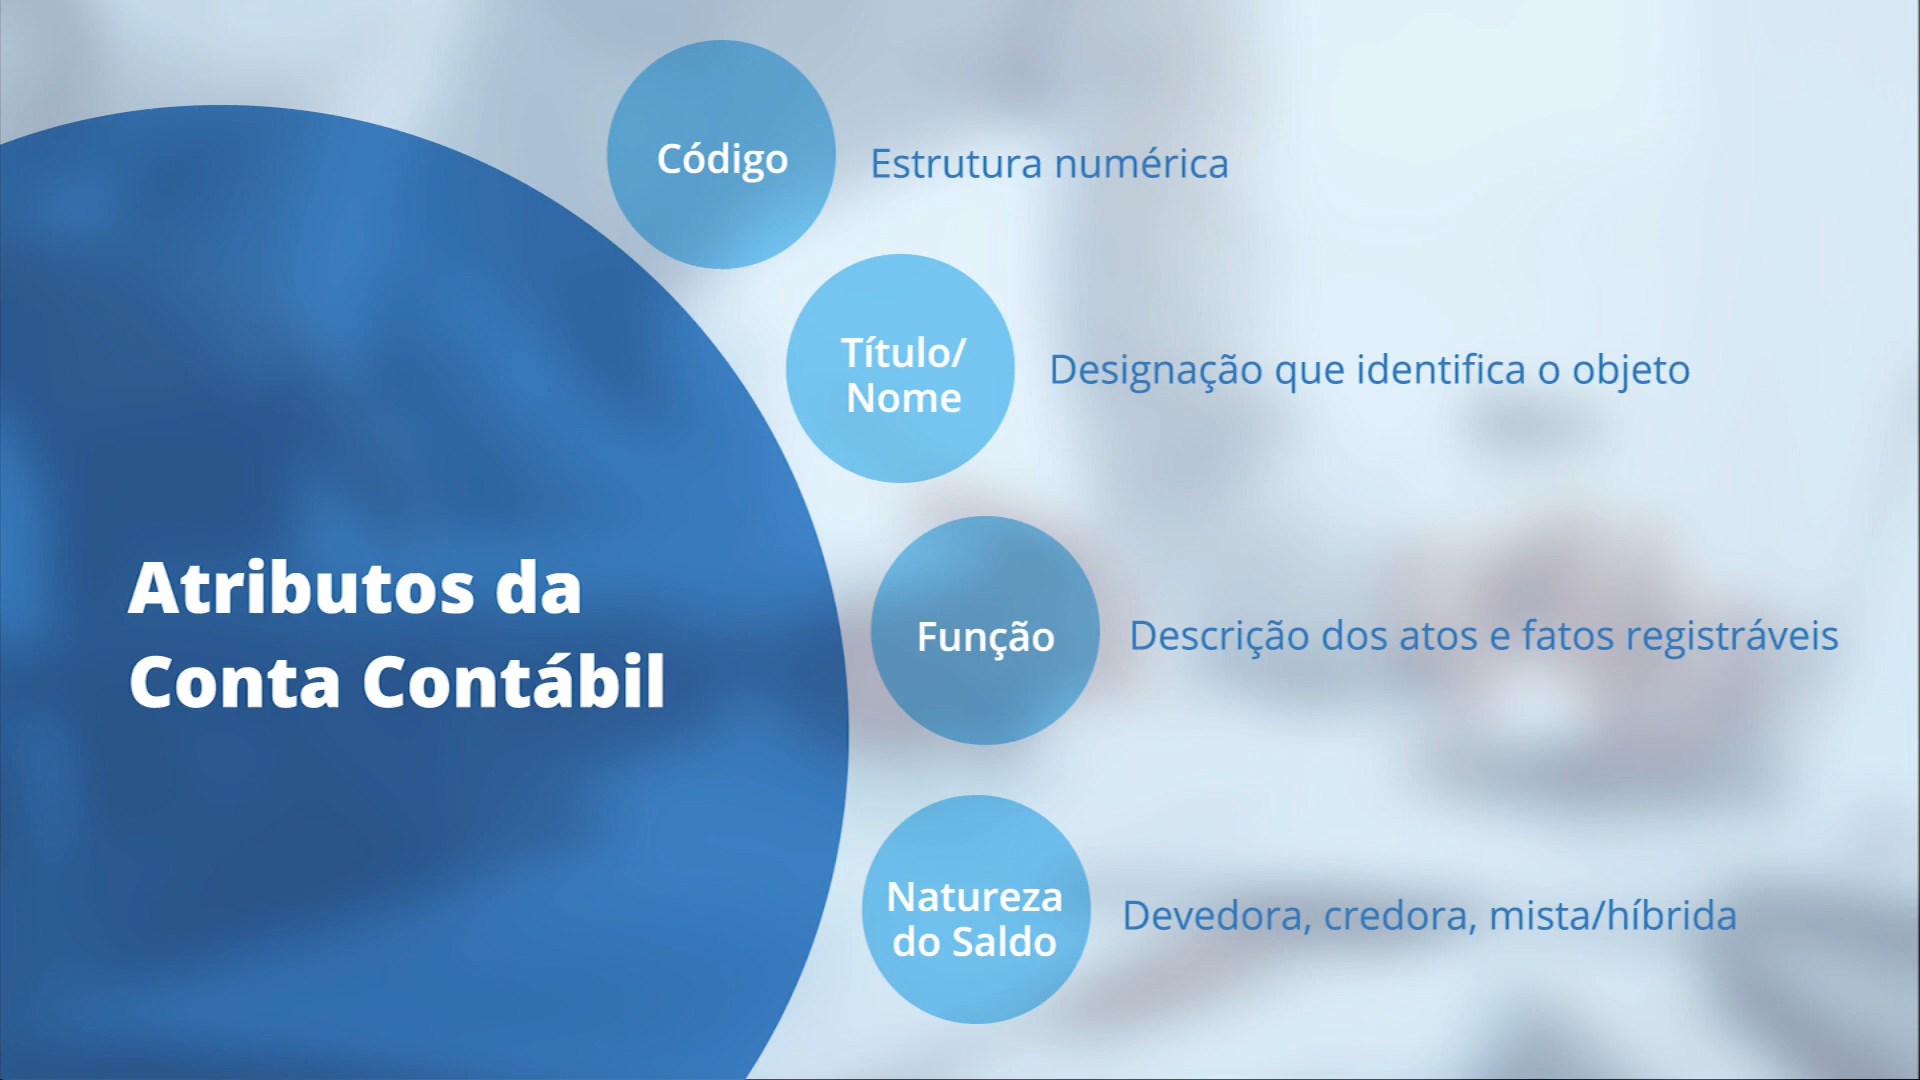 Atributos da
Conta Contábil
Código
Estrutura numérica
Título/
Nome
Designação que identifica o objeto
Função
Descrição dos atos e fatos registráveis
Natureza
do Saldo
Devedora, credora, mista/híbrida